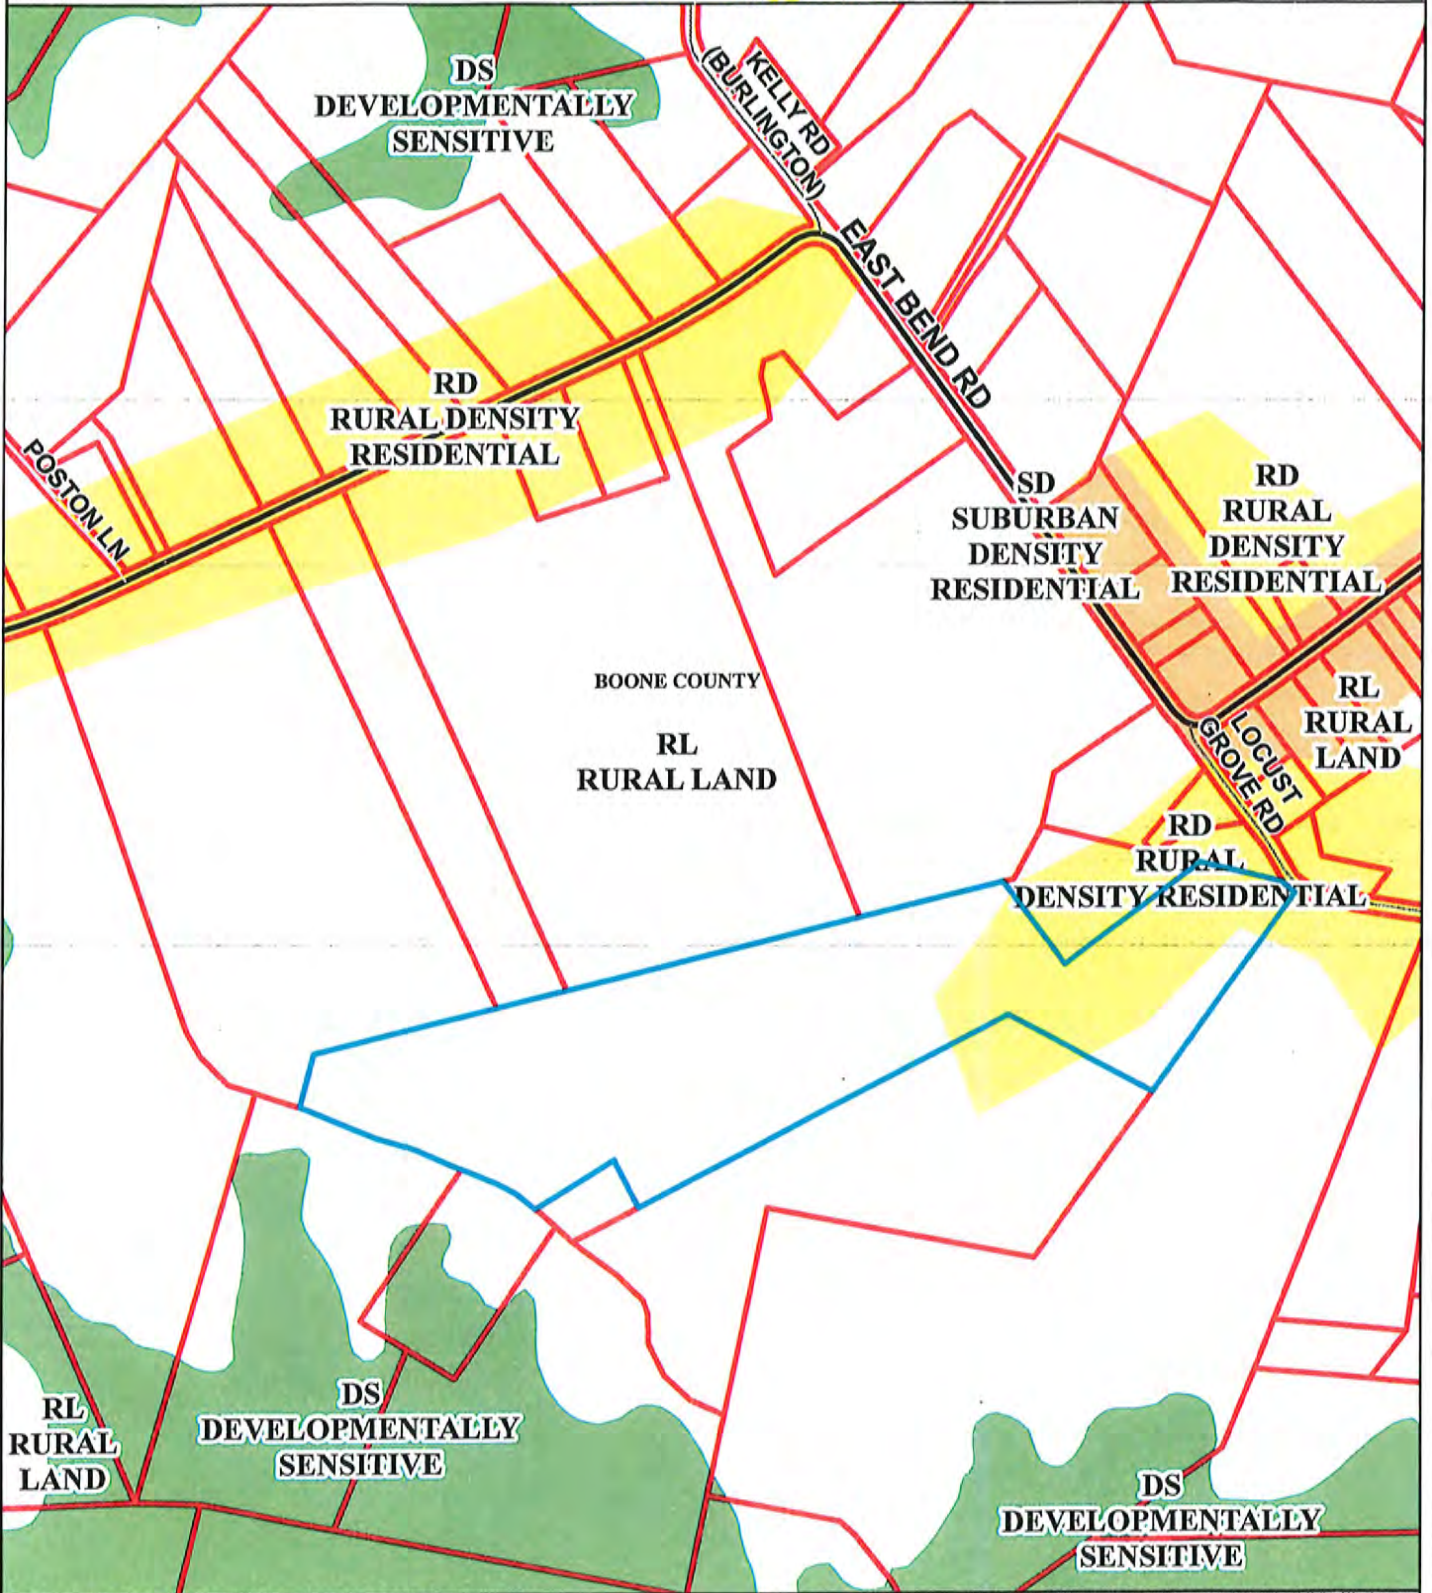 DS
DEVELOPMENTALLY
SENSITIVE
KELLY RD
(BURLINGTON)
EAST BEND RD
RD
RURAL DENSITY
RESIDENTIAL
POSTON LN
SD
SUBURBAN
DENSITY
RESIDENTIAL
RD
RURAL
DENSITY
RESIDENTIAL
BOONE COUNTY
RL
RURAL LAND
RL
RURAL
LAND
LOCUST
GROVE RD
RD
RURAL
DENSITY RESIDENTIAL
RL
RURAL
LAND
DS
DEVELOPMENTALLY
SENSITIVE
DS
DEVELOPMENTALLY
SENSITIVE